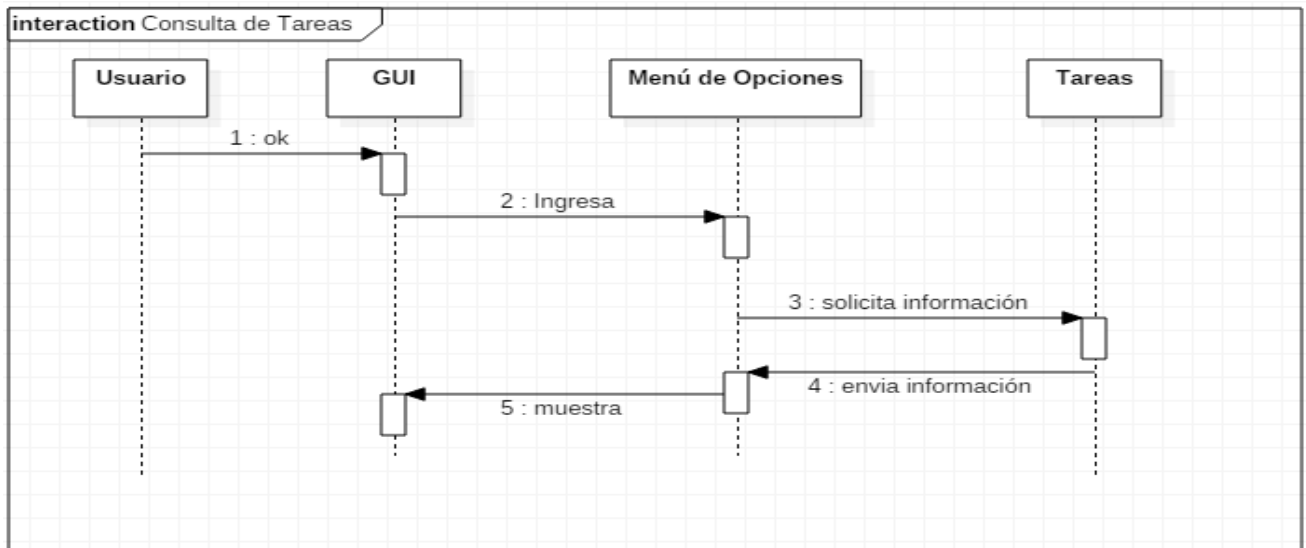 interaction Consulta de Tareas
Usuario
GUI
Menú de Opciones
Tareas
1 : ok
2 : Ingresa
3 : solicita información
4 : envia información
5 : muestra